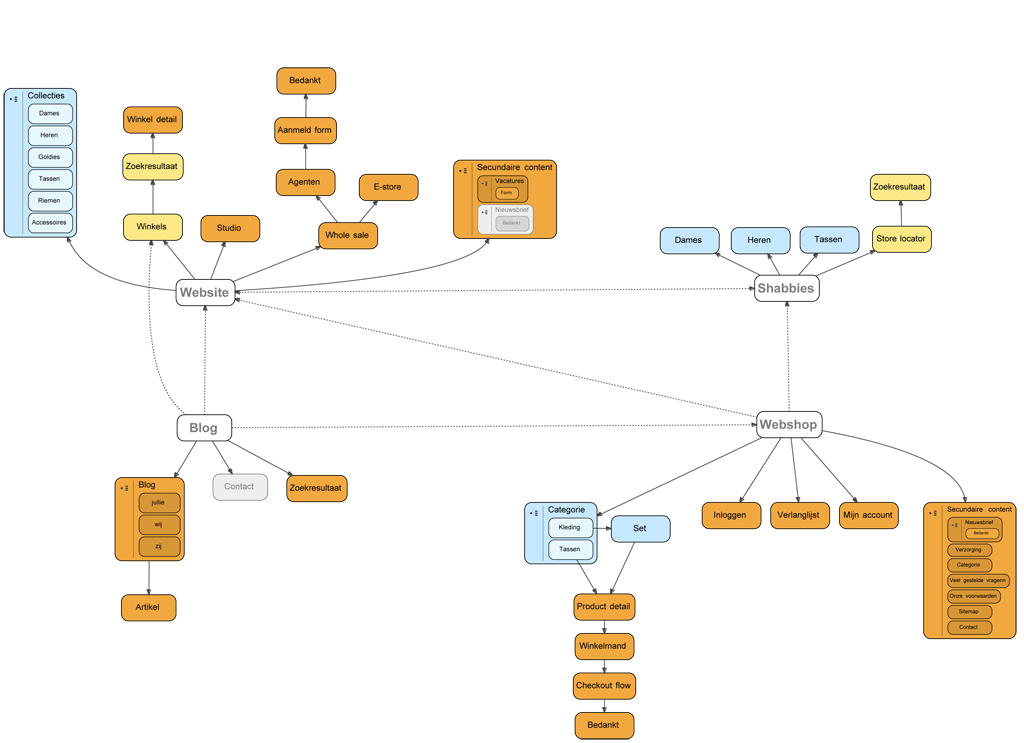 Collecties
Dames
Heren
Goldies
Tassen
Riemen
Accessoires
Winkel detail
Zoekresultaat
Winkels
Studio
Bedankt
Aanmeld form
Agenten
E-store
Whole sale
Secundaire content
Vacatures
Form
Nieuwsbrief
Bedankt
Website
Zoekresultaat
Store locator
Dames
Heren
Tassen
Shabbies
Blog
Blog
jullie
wij
zij
Contact
Zoekresultaat
Artikel
Webshop
Categorie
Kleding
Tassen
Set
Product detail
Winkelmand
Checkout flow
Bedankt
Inloggen
Verlanglijst
Mijn account
Secundaire content
Nieuwsbrief
Bedankt
Verzorging
Categorie
Veel gestelde vragenn
Onze voorwaarden
Sitemap
Contact